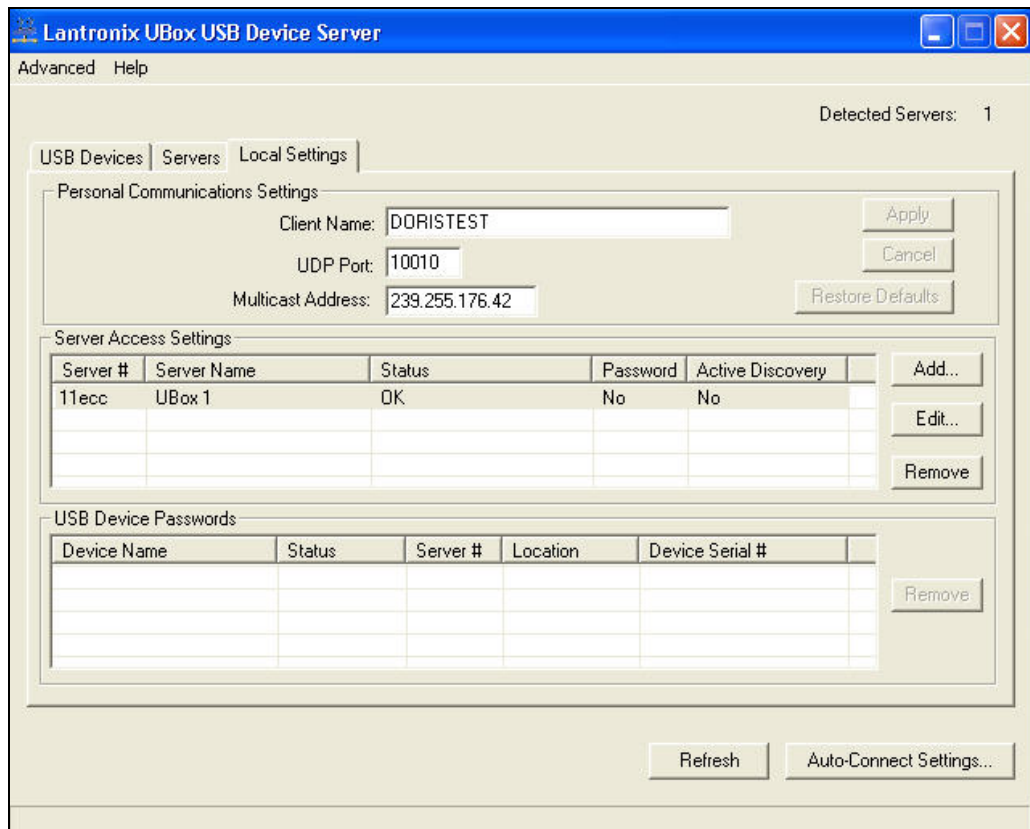 Lantronix UBox USB Device Server
Advanced Help
Detected Servers: 1
USB Devices Servers Local Settings
Personal Communications Settings
Client Name: DORISTEST Apply
UDP Port: 10010 Cancel
Multicast Address: 239.255.176.42 Restore Defaults
Server Access Settings
Server # Server Name Status Password Active Discovery Add...
11ecc UBox 1 OK No No
Edit...
Remove
USB Device Passwords
Device Name Status Server # Location Device Serial #
Remove
Refresh Auto-Connect Settings...